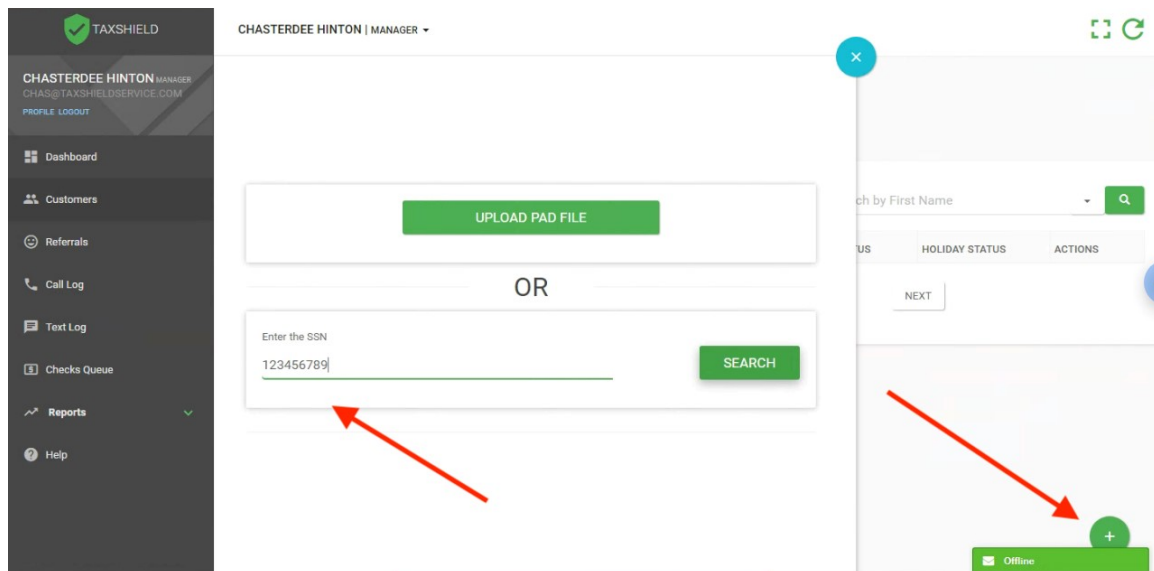 TAXSHIELD
CHASTERDEE HINTON MANAGER
CHAS@TAXSHIELDSERVICE.COM
PROFILE LOGOUT
Dashboard
Customers
Referrals
Call Log
Text Log
Checks Queue
Reports
Help
CHASTERDEE HINTON | MANAGER
×
UPLOAD PAD FILE
OR
Enter the SSN
123456789
SEARCH
ch by First Name
US HOLIDAY STATUS ACTIONS
NEXT
+
Offline